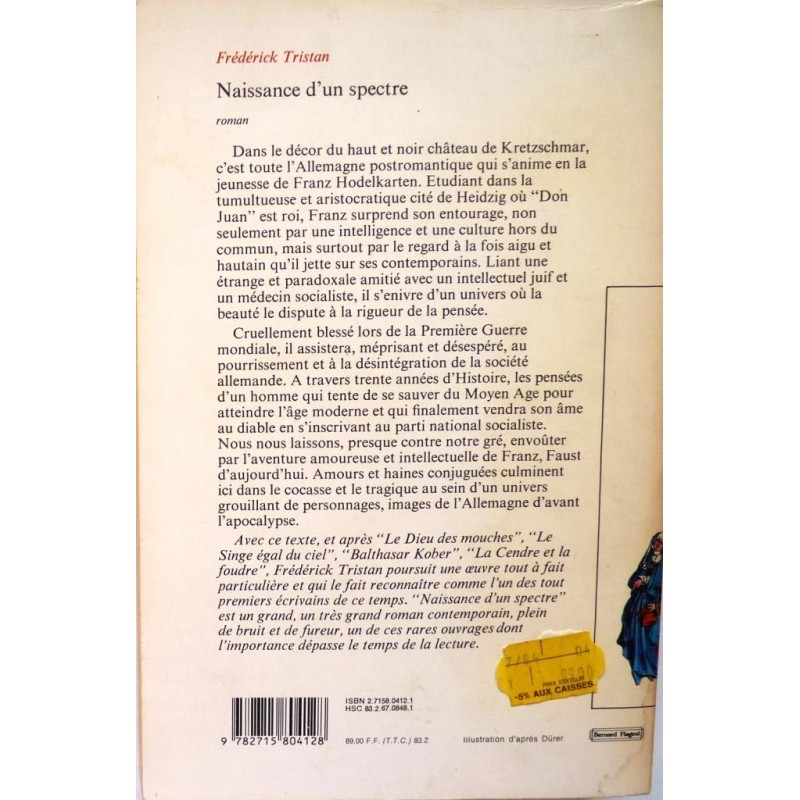 Frédérick Tristan
Naissance d'un spectre
roman
Dans le décor du haut et noir château de Kretzschmar,
c'est toute l'Allemagne postromantique qui s'anime en la
jeunesse de Franz Hodelkarten. Etudiant dans la
tumultueuse et aristocratique cité de Heidzig où "Don
Juan" est roi, Franz surprend son entourage, non
seulement par une intelligence et une culture hors du
commun, mais surtout par le regard à la fois aigu et
hautain qu'il jette sur ses contemporains. Liant une
étrange et paradoxale amitié avec un intellectuel juif et
un médecin socialiste, il s'enivre d'un univers où la
beauté le dispute à la rigueur de la pensée.
Cruellement blessé lors de la Première Guerre
mondiale, il assistera, méprisant et désespéré, au
pourrissement et à la désintégration de la société
allemande. A travers trente années d'Histoire, les pensées
d'un homme qui tente de se sauver du Moyen Age pour
atteindre l'âge moderne et qui finalement vendra son âme
au diable en s'inscrivant au parti national socialiste.
Nous nous laissons, presque contre notre gré, envoûter
par l'aventure amoureuse et intellectuelle de Franz, Faust
d'aujourd'hui. Amours et haines conjuguées culminent
ici dans le cocasse et le tragique au sein d'un univers
grouillant de personnages, images de l'Allemagne d'avant
l'apocalypse.
Avec ce texte, et après "Le Dieu des mouches", "Le
Singe égal du ciel", "Balthasar Kober", "La Cendre et la
foudre", Frédérick Tristan poursuit une œuvre tout à fait
particulière et qui le fait reconnaître comme l'un des tout
premiers écrivains de ce temps. "Naissance d'un spectre"
est un grand, un très grand roman contemporain, plein
de bruit et de fureur, un de ces rares ouvrages dont
l'importance dépasse le temps de la lecture.
7/84 04
PRIX EDITEUR
-5% AUX CAISSES
ISBN 2.7158.0412.1
HSC 83.2.67.0848.1
9 782715 804128
89,00 F.F. (T.T.C.) 83.2
Illustration d'après Dürer
Bernard Flageul